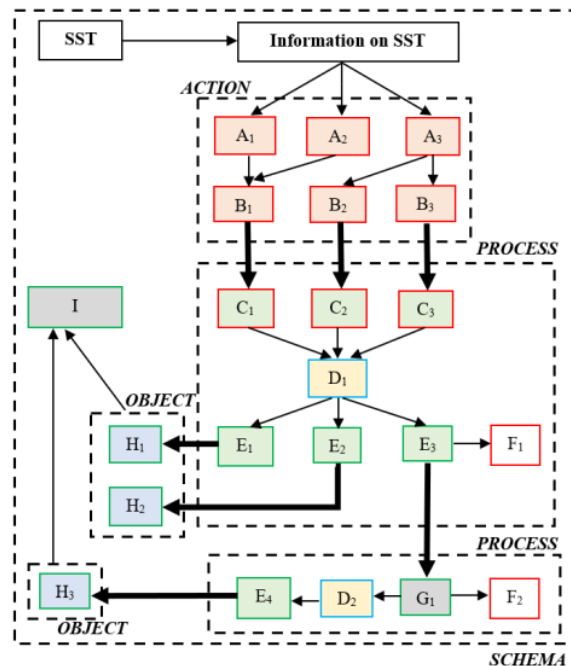 SST
Information on SST
ACTION
A1
A2
A3
B1
B2
B3
PROCESS
C1
C2
C3
I
D1
OBJECT
H1
E1
E2
E3
F1
H2
PROCESS
H3
E4
D2
G1
F2
OBJECT
SCHEMA